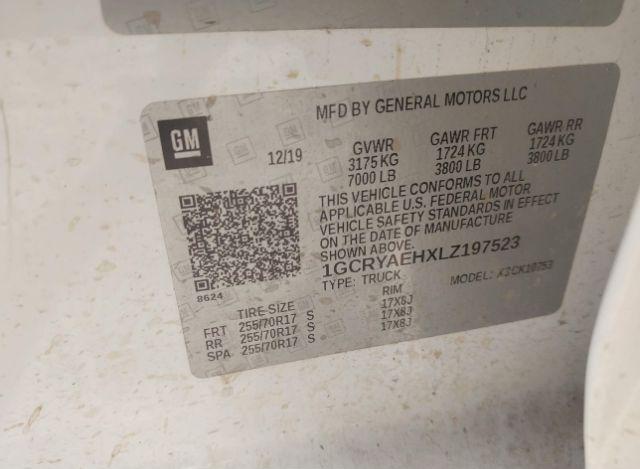 MFD BY GENERAL MOTORS LLC
GM
12/19
GVWR
3175 KG
7000 LB
GAWR FRT
1724 KG
3800 LB
GAWR RR
1724 KG
3800 LB
THIS VEHICLE CONFORMS TO ALL
APPLICABLE U.S. FEDERAL MOTOR
VEHICLE SAFETY STANDARDS IN EFFECT
ON THE DATE OF MANUFACTURE
SHOWN ABOVE.
1GCRYAEHXLZ197523
TYPE: TRUCK
MODEL:
8624
TIRE SIZE
RIM
FRT 255/70R17 S 17X8J
RR 255/70R17 S 17X8J
SPA 255/70R17 S 17X8J